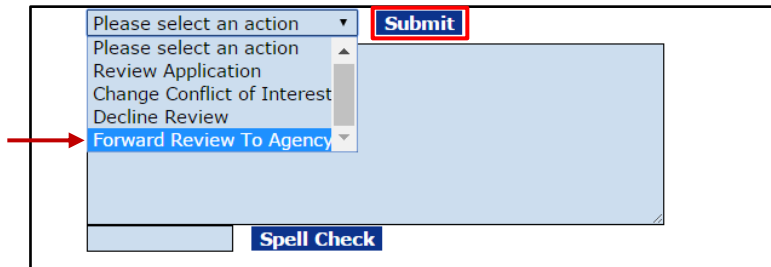 Please select an action Submit
Please select an action
Review Application
Change Conflict of Interest
Decline Review
Forward Review To Agency
Spell Check